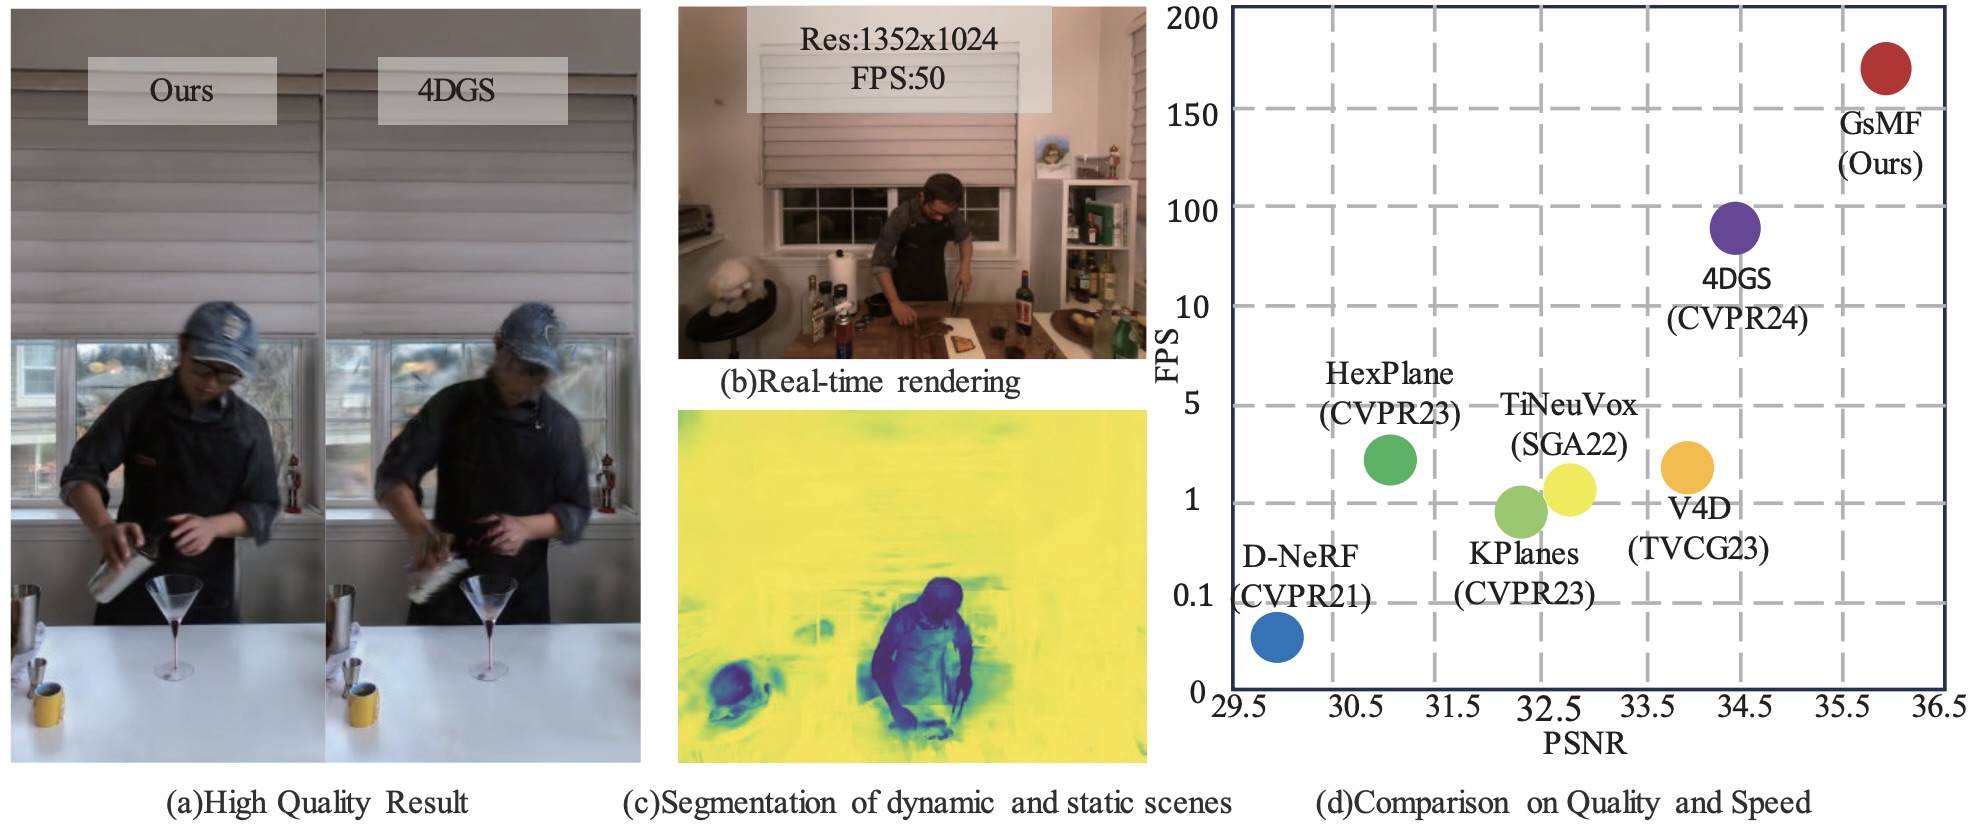 Ours
4DGS
(a)High Quality Result
Res:1352x1024
FPS:50
(b)Real-time rendering
(c)Segmentation of dynamic and static scenes
FPS
200
150
100
10
5
1
0.1
0
GsMF
(Ours)
4DGS
(CVPR24)
HexPlane
(CVPR23)
TiNeuVox
(SGA22)
V4D
(TVCG23)
KPlanes
(CVPR23)
D-NeRF
(CVPR21)
29.5 30.5 31.5 32.5 33.5 34.5 35.5 36.5
PSNR
(d)Comparison on Quality and Speed